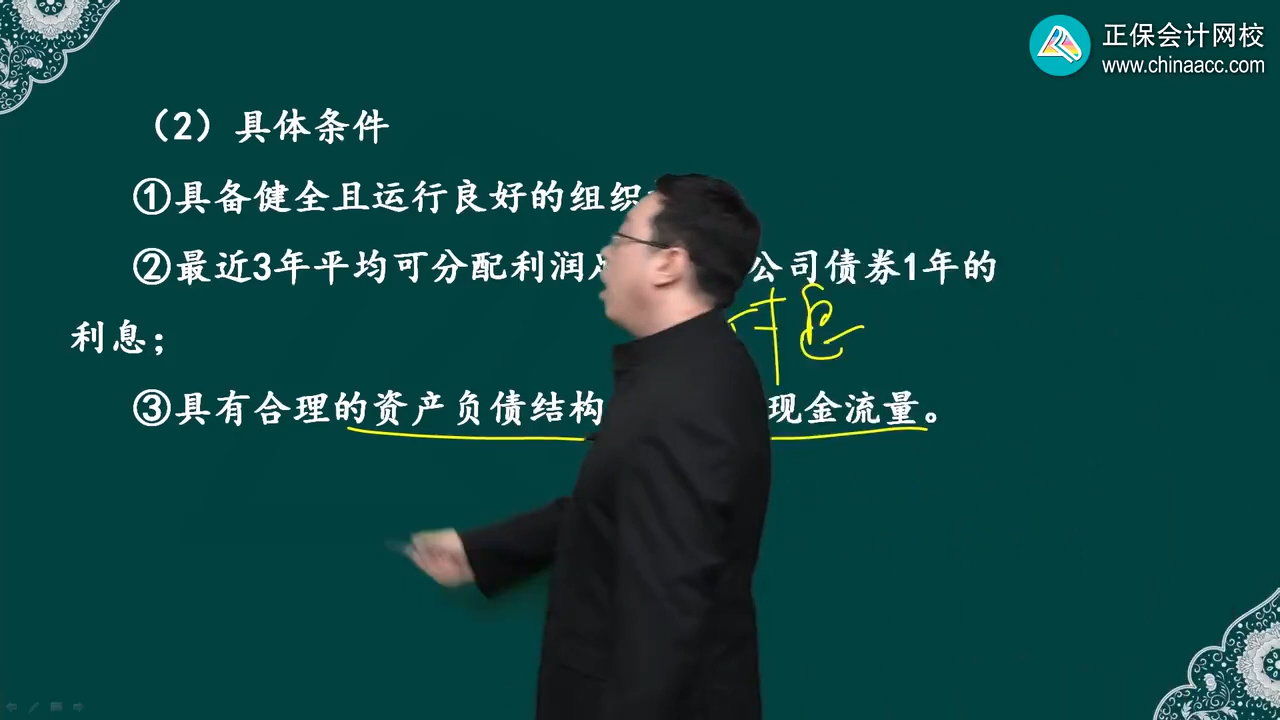 正保会计网校
www.chinaacc.com
（2）具体条件
①具备健全且运行良好的组织
②最近3年平均可分配利润 公司债券1年的
利息；
③具有合理的资产负债结构 现金流量。